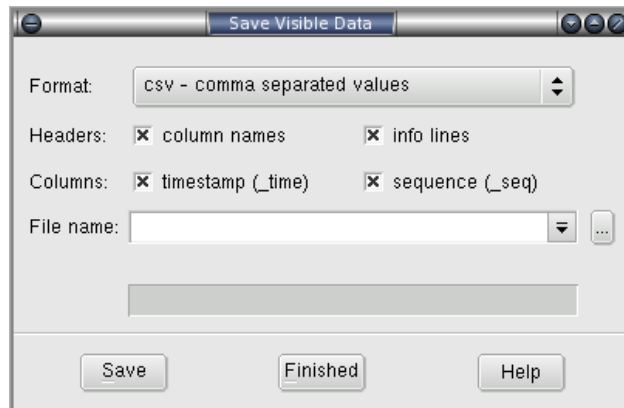 Save Visible Data
Format: csv - comma separated values
Headers: column names info lines
Columns: timestamp (_time) sequence (_seq)
File name: ...
Save Finished Help